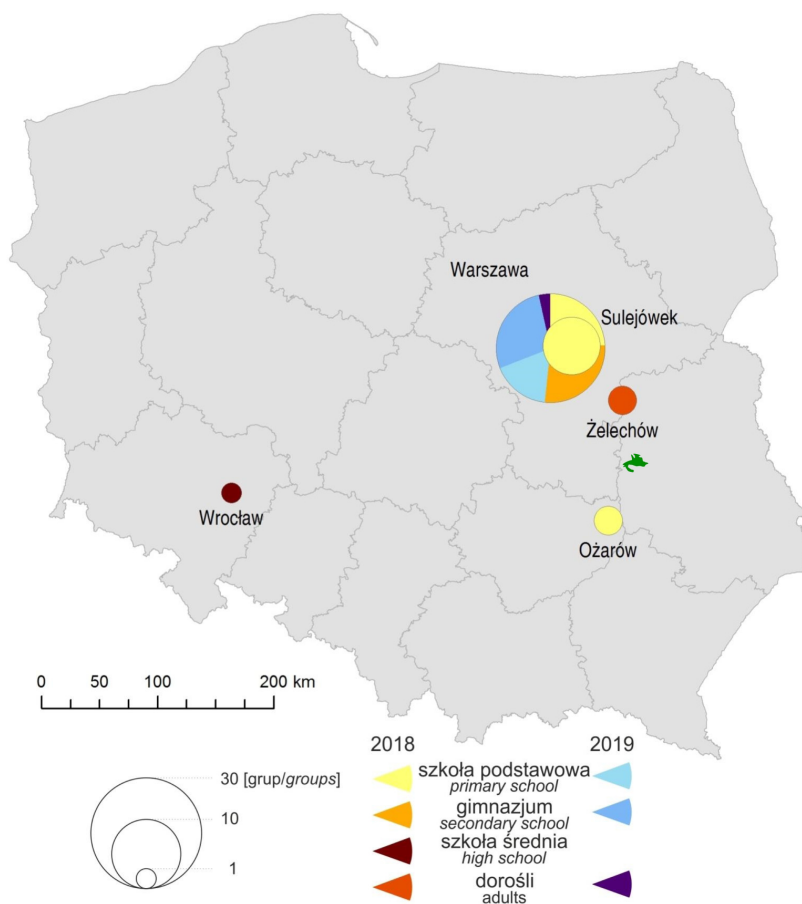 Warszawa
Sulejówek
Żelechów
Wrocław
Ożarów
0 50 100 200 km
2018 2019
30 [grup/groups]
10
1
szkoła podstawowa
primary school
gimnazjum
secondary school
szkoła średnia
high school
dorośli
adults